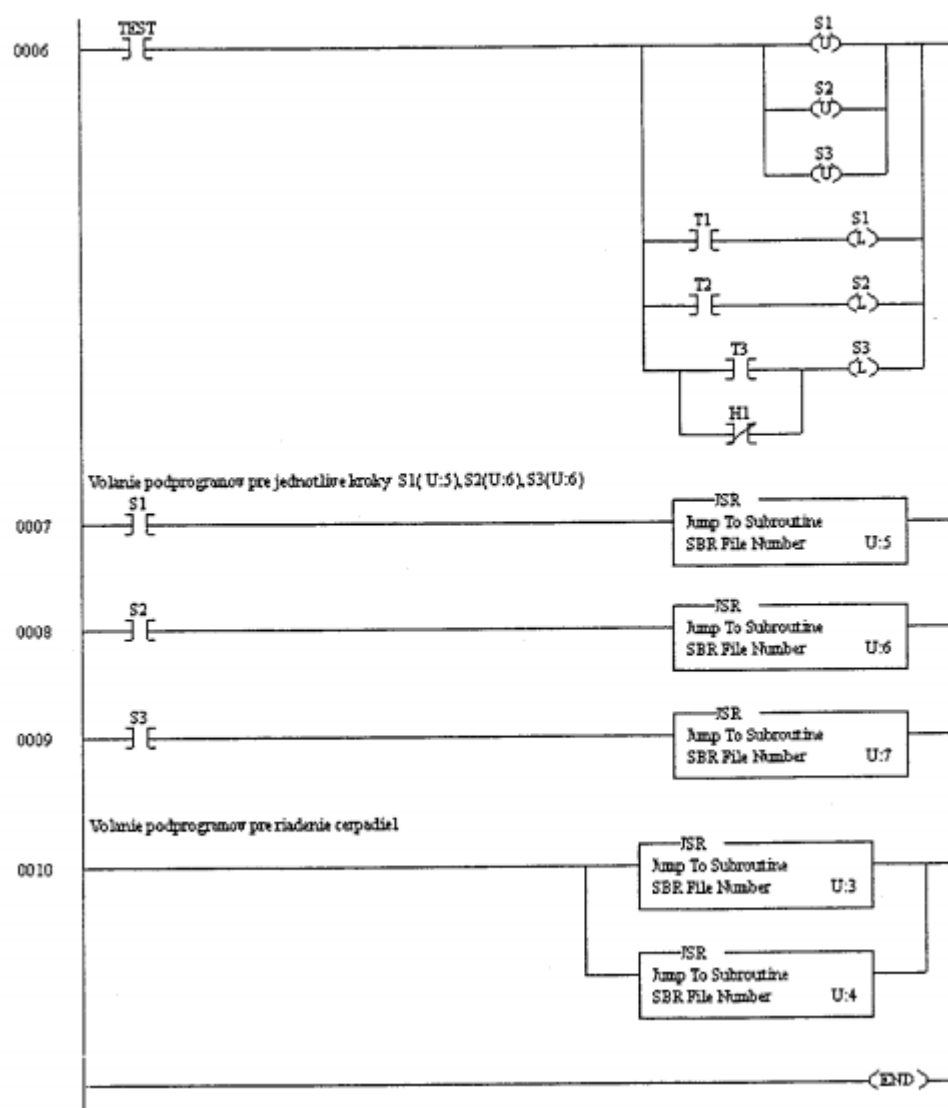 TEST
0006
S1
U
S2
U
S3
U
T1
S1
L
T2
S2
L
T3
S3
L
H1
Volanie podprogramov pre jednotlive kroky S1( U:5), S2(U:6), S3(U:6)
0007
S1
JSR
Jump To Subroutine
SBR File Number U:5
0008
S2
JSR
Jump To Subroutine
SBR File Number U:6
0009
S3
JSR
Jump To Subroutine
SBR File Number U:7
Volanie podprogramov pre riadenie cerpadiel
0010
JSR
Jump To Subroutine
SBR File Number U:3
JSR
Jump To Subroutine
SBR File Number U:4
END